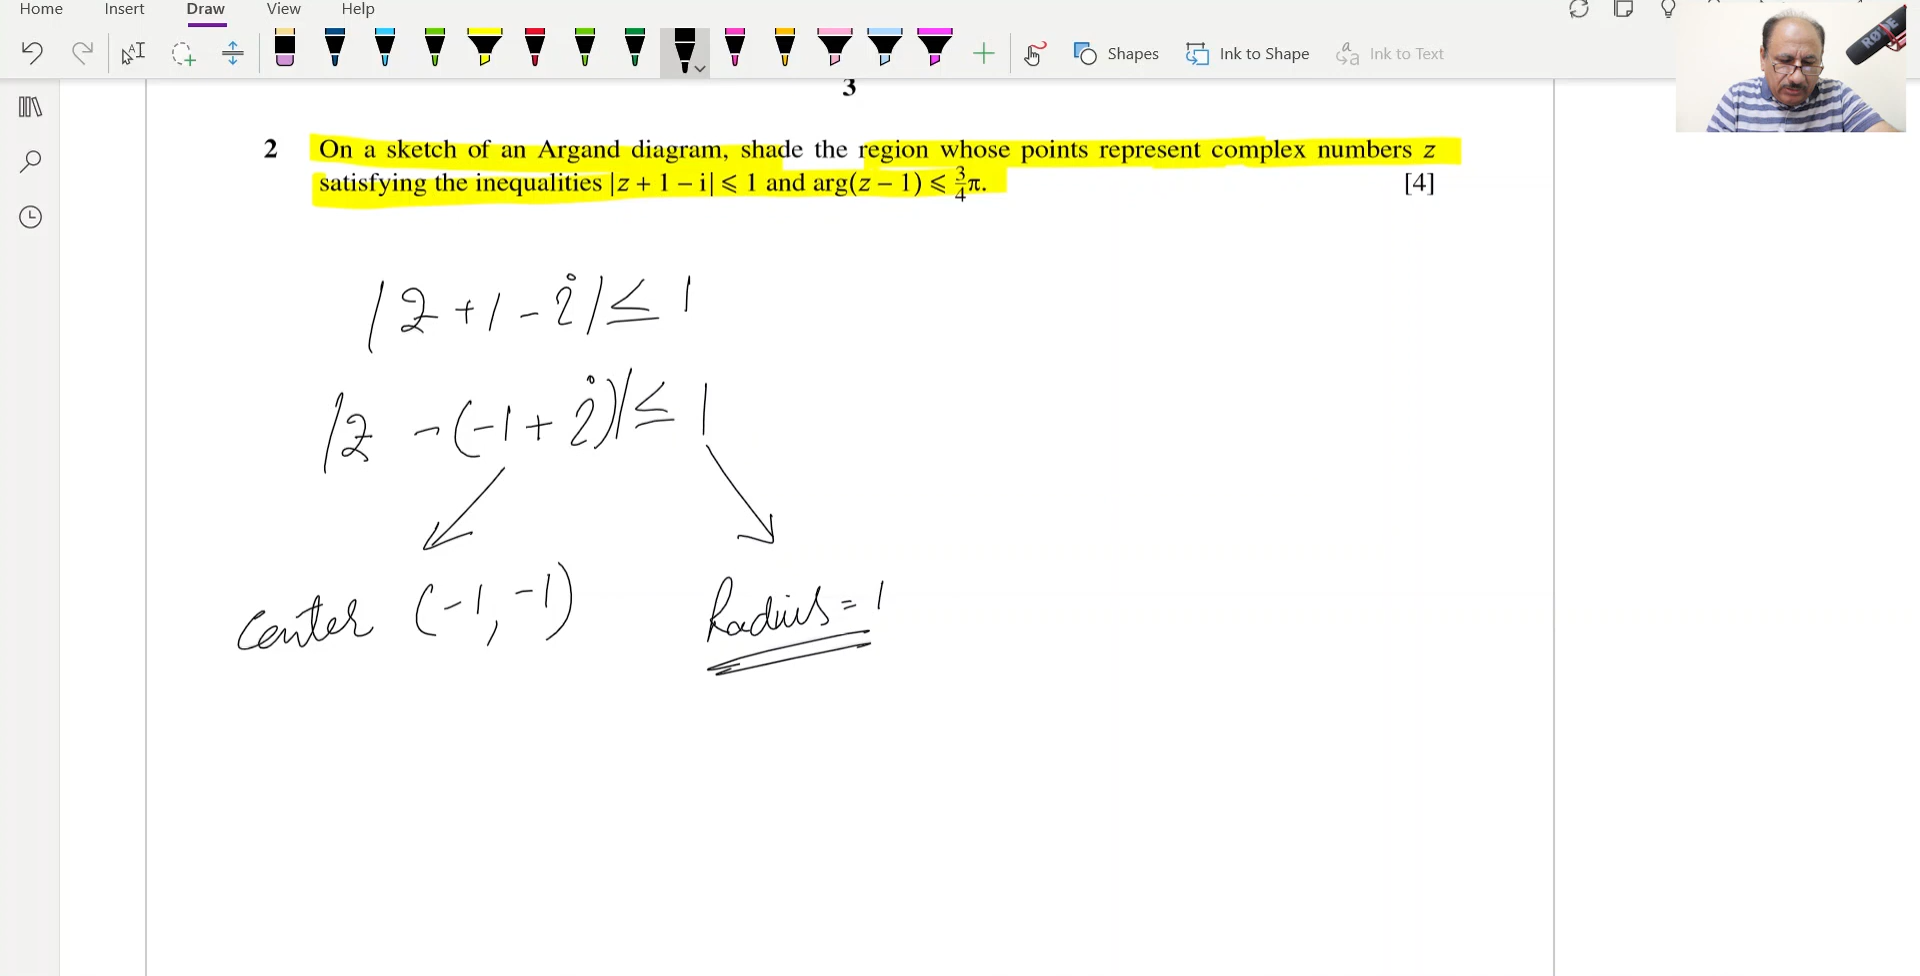 Home Insert Draw View Help
Shapes Ink to Shape Ink to Text
RØDE
3
2 On a sketch of an Argand diagram, shade the region whose points represent complex numbers z
satisfying the inequalities |z + 1 − i| ⩽ 1 and arg(z − 1) ⩽ 3/4 π. [4]
|z + 1 - i| ≤ 1
|z - (-1 + i)| ≤ 1
Center (-1, -1) Radius = 1